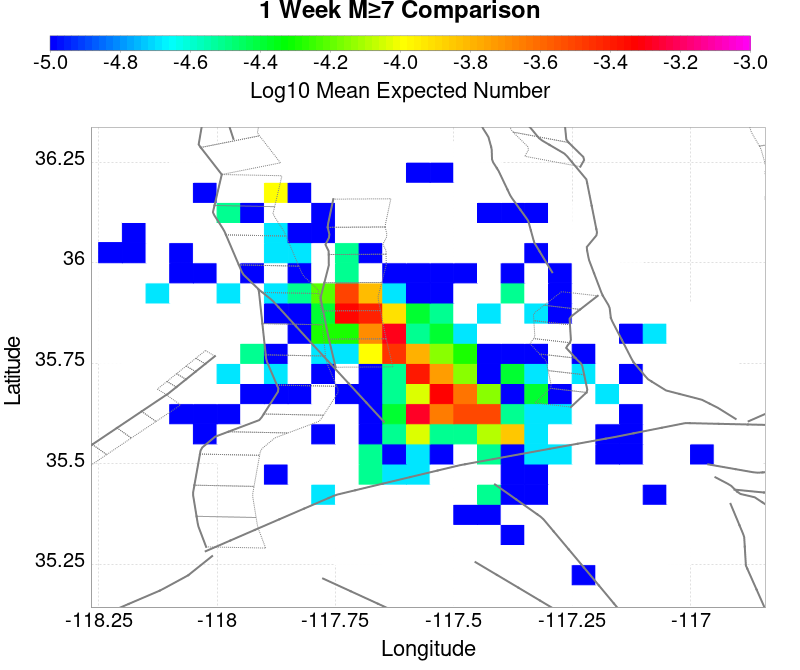 1 Week M≥7 Comparison
-5.0 -4.8 -4.6 -4.4 -4.2 -4.0 -3.8 -3.6 -3.4 -3.2 -3.0
Log10 Mean Expected Number
36.25
36
35.75
35.5
35.25
Latitude
-118.25 -118 -117.75 -117.5 -117.25 -117
Longitude